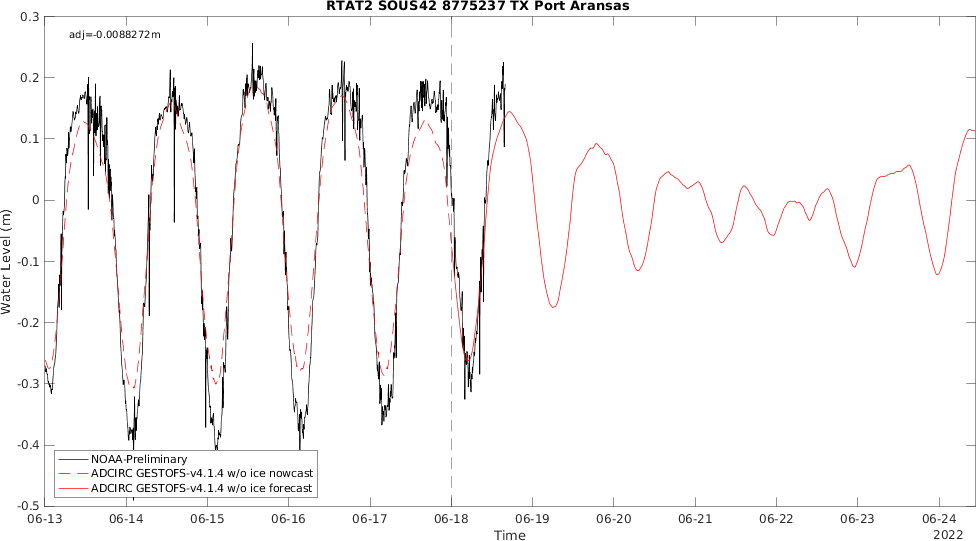 RTAT2 SOUS42 8775237 TX Port Aransas
adj=-0.0088272m
0.3
0.2
0.1
0
-0.1
-0.2
-0.3
-0.4
-0.5
Water Level (m)
NOAA-Preliminary
ADCIRC GESTOFS-v4.1.4 w/o ice nowcast
ADCIRC GESTOFS-v4.1.4 w/o ice forecast
06-13 06-14 06-15 06-16 06-17 06-18 06-19 06-20 06-21 06-22 06-23 06-24
Time
2022